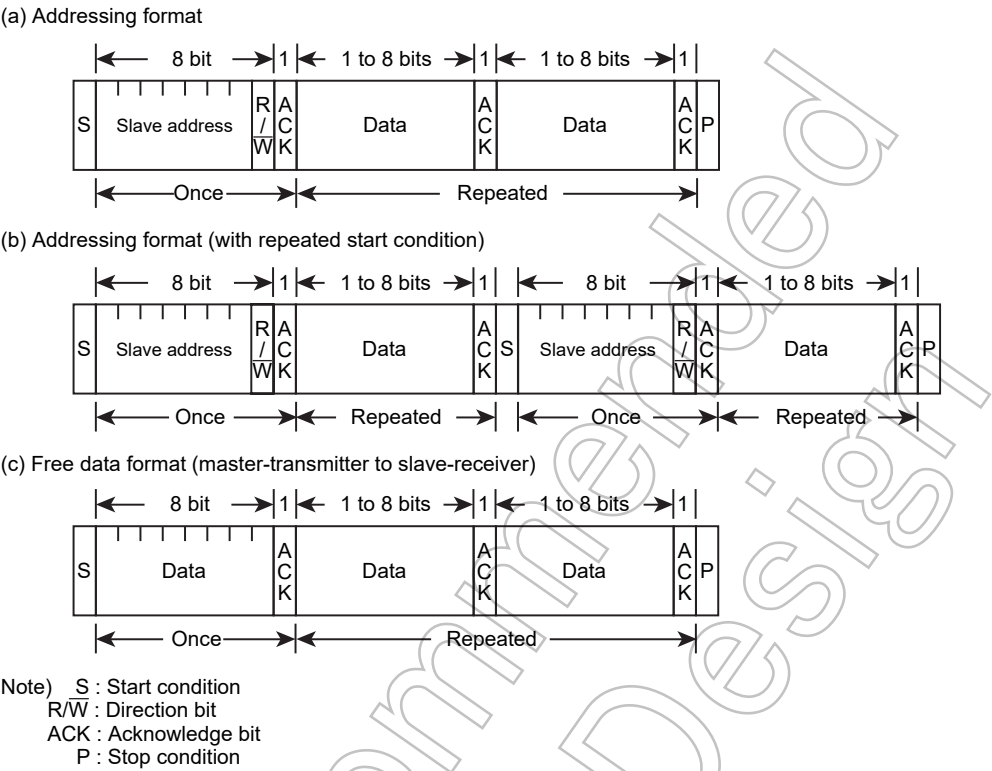 (a) Addressing format
8 bit 1 1 to 8 bits 1 1 to 8 bits 1
S Slave address R/W̅ ACK Data ACK Data ACK P
Once Repeated
(b) Addressing format (with repeated start condition)
8 bit 1 1 to 8 bits 1 8 bit 1 1 to 8 bits 1
S Slave address R/W̅ ACK Data ACK S Slave address R/W̅ ACK Data ACK P
Once Repeated Once Repeated
(c) Free data format (master-transmitter to slave-receiver)
8 bit 1 1 to 8 bits 1 1 to 8 bits 1
S Data ACK Data ACK Data ACK P
Once Repeated
Note) S : Start condition
R/W̅ : Direction bit
ACK : Acknowledge bit
P : Stop condition
ommended
Design